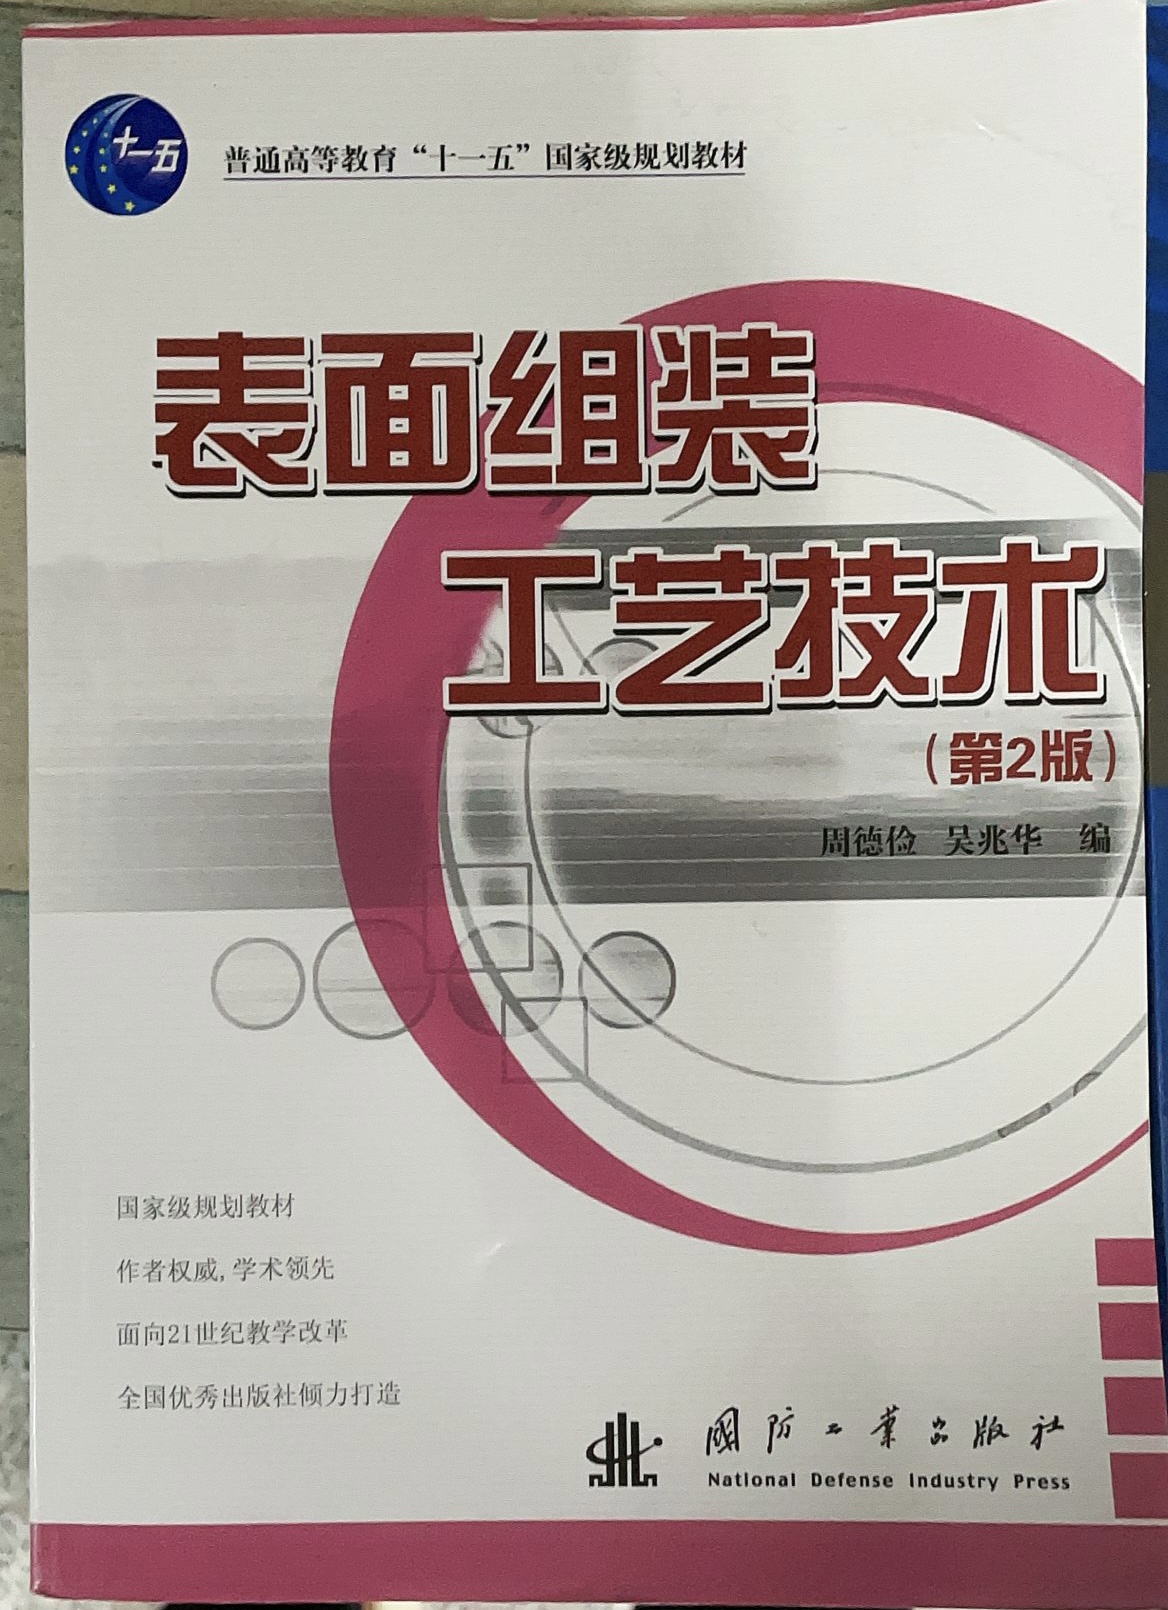 十一五
普通高等教育“十一五”国家级规划教材
表面组装
工艺技术
(第2版)
周德俭 吴兆华 编
国家级规划教材
作者权威,学术领先
面向21世纪教学改革
全国优秀出版社倾力打造
國防工業出版社
National Defense Industry Press